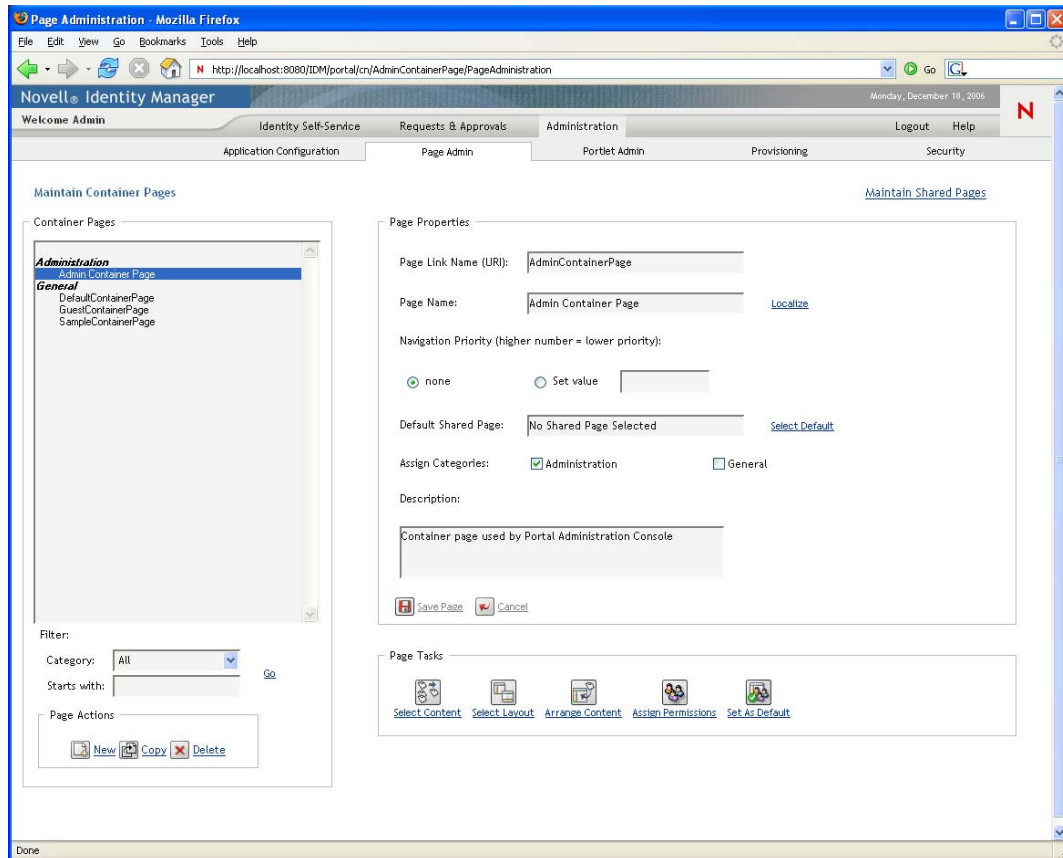 Page Administration - Mozilla Firefox
File Edit View Go Bookmarks Tools Help
N http://localhost:8080/IDM/portal/cn/AdminContainerPage/PageAdministration Go G
Novell® Identity Manager Monday, December 18, 2006
N
Welcome Admin Identity Self-Service Requests & Approvals Administration Logout Help
Application Configuration Page Admin Portlet Admin Provisioning Security
Maintain Container Pages Maintain Shared Pages
Container Pages
Administration
Admin Container Page
General
DefaultContainerPage
GuestContainerPage
SampleContainerPage
Filter:
Category: All
Go
Starts with:
Page Actions
New Copy Delete
Page Properties
Page Link Name (URI): AdminContainerPage
Page Name: Admin Container Page Localize
Navigation Priority (higher number = lower priority):
none Set value
Default Shared Page: No Shared Page Selected Select Default
Assign Categories: Administration General
Description:
Container page used by Portal Administration Console
Save Page Cancel
Page Tasks
Select Content Select Layout Arrange Content Assign Permissions Set As Default
Done